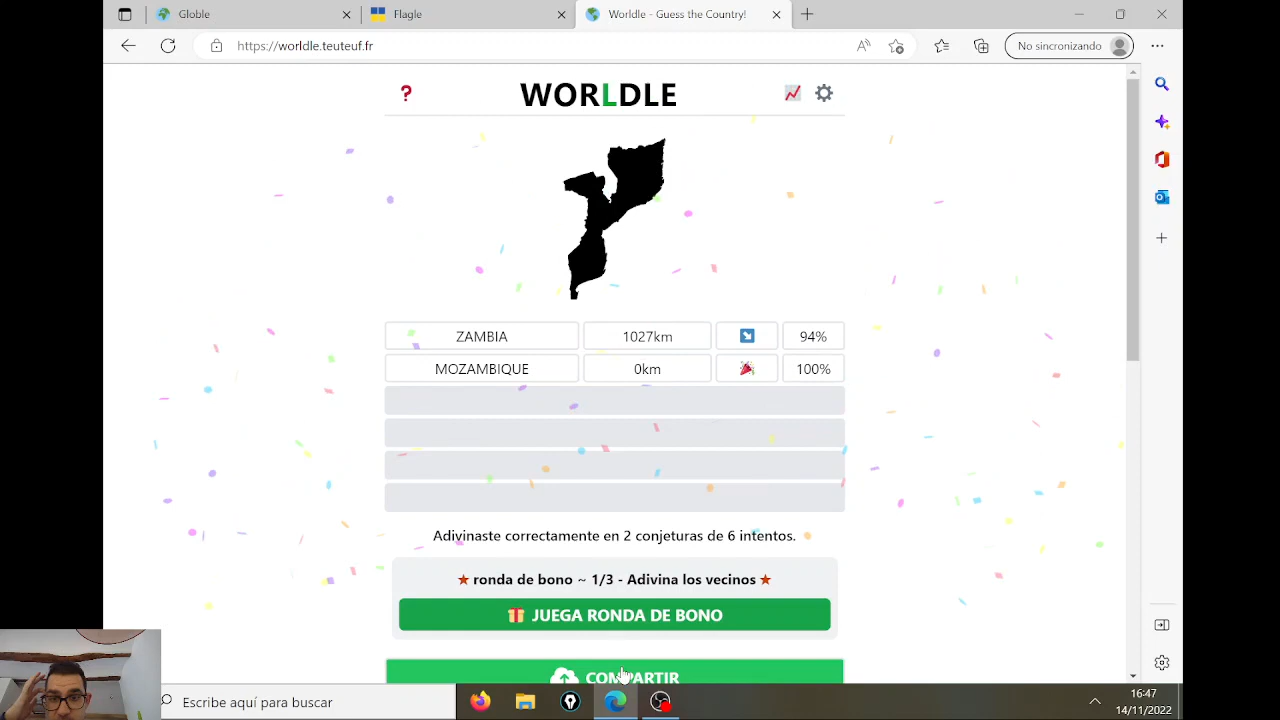 Globle
Flagle
Worldle - Guess the Country!
https://worldle.teuteuf.fr
No sincronizando
?
WORLDLE
ZAMBIA 1027km 94%
MOZAMBIQUE 0km 100%
Adivinaste correctamente en 2 conjeturas de 6 intentos.
ronda de bono ~ 1/3 - Adivina los vecinos
JUEGA RONDA DE BONO
COMPARTIR
Escribe aquí para buscar
16:47
14/11/2022